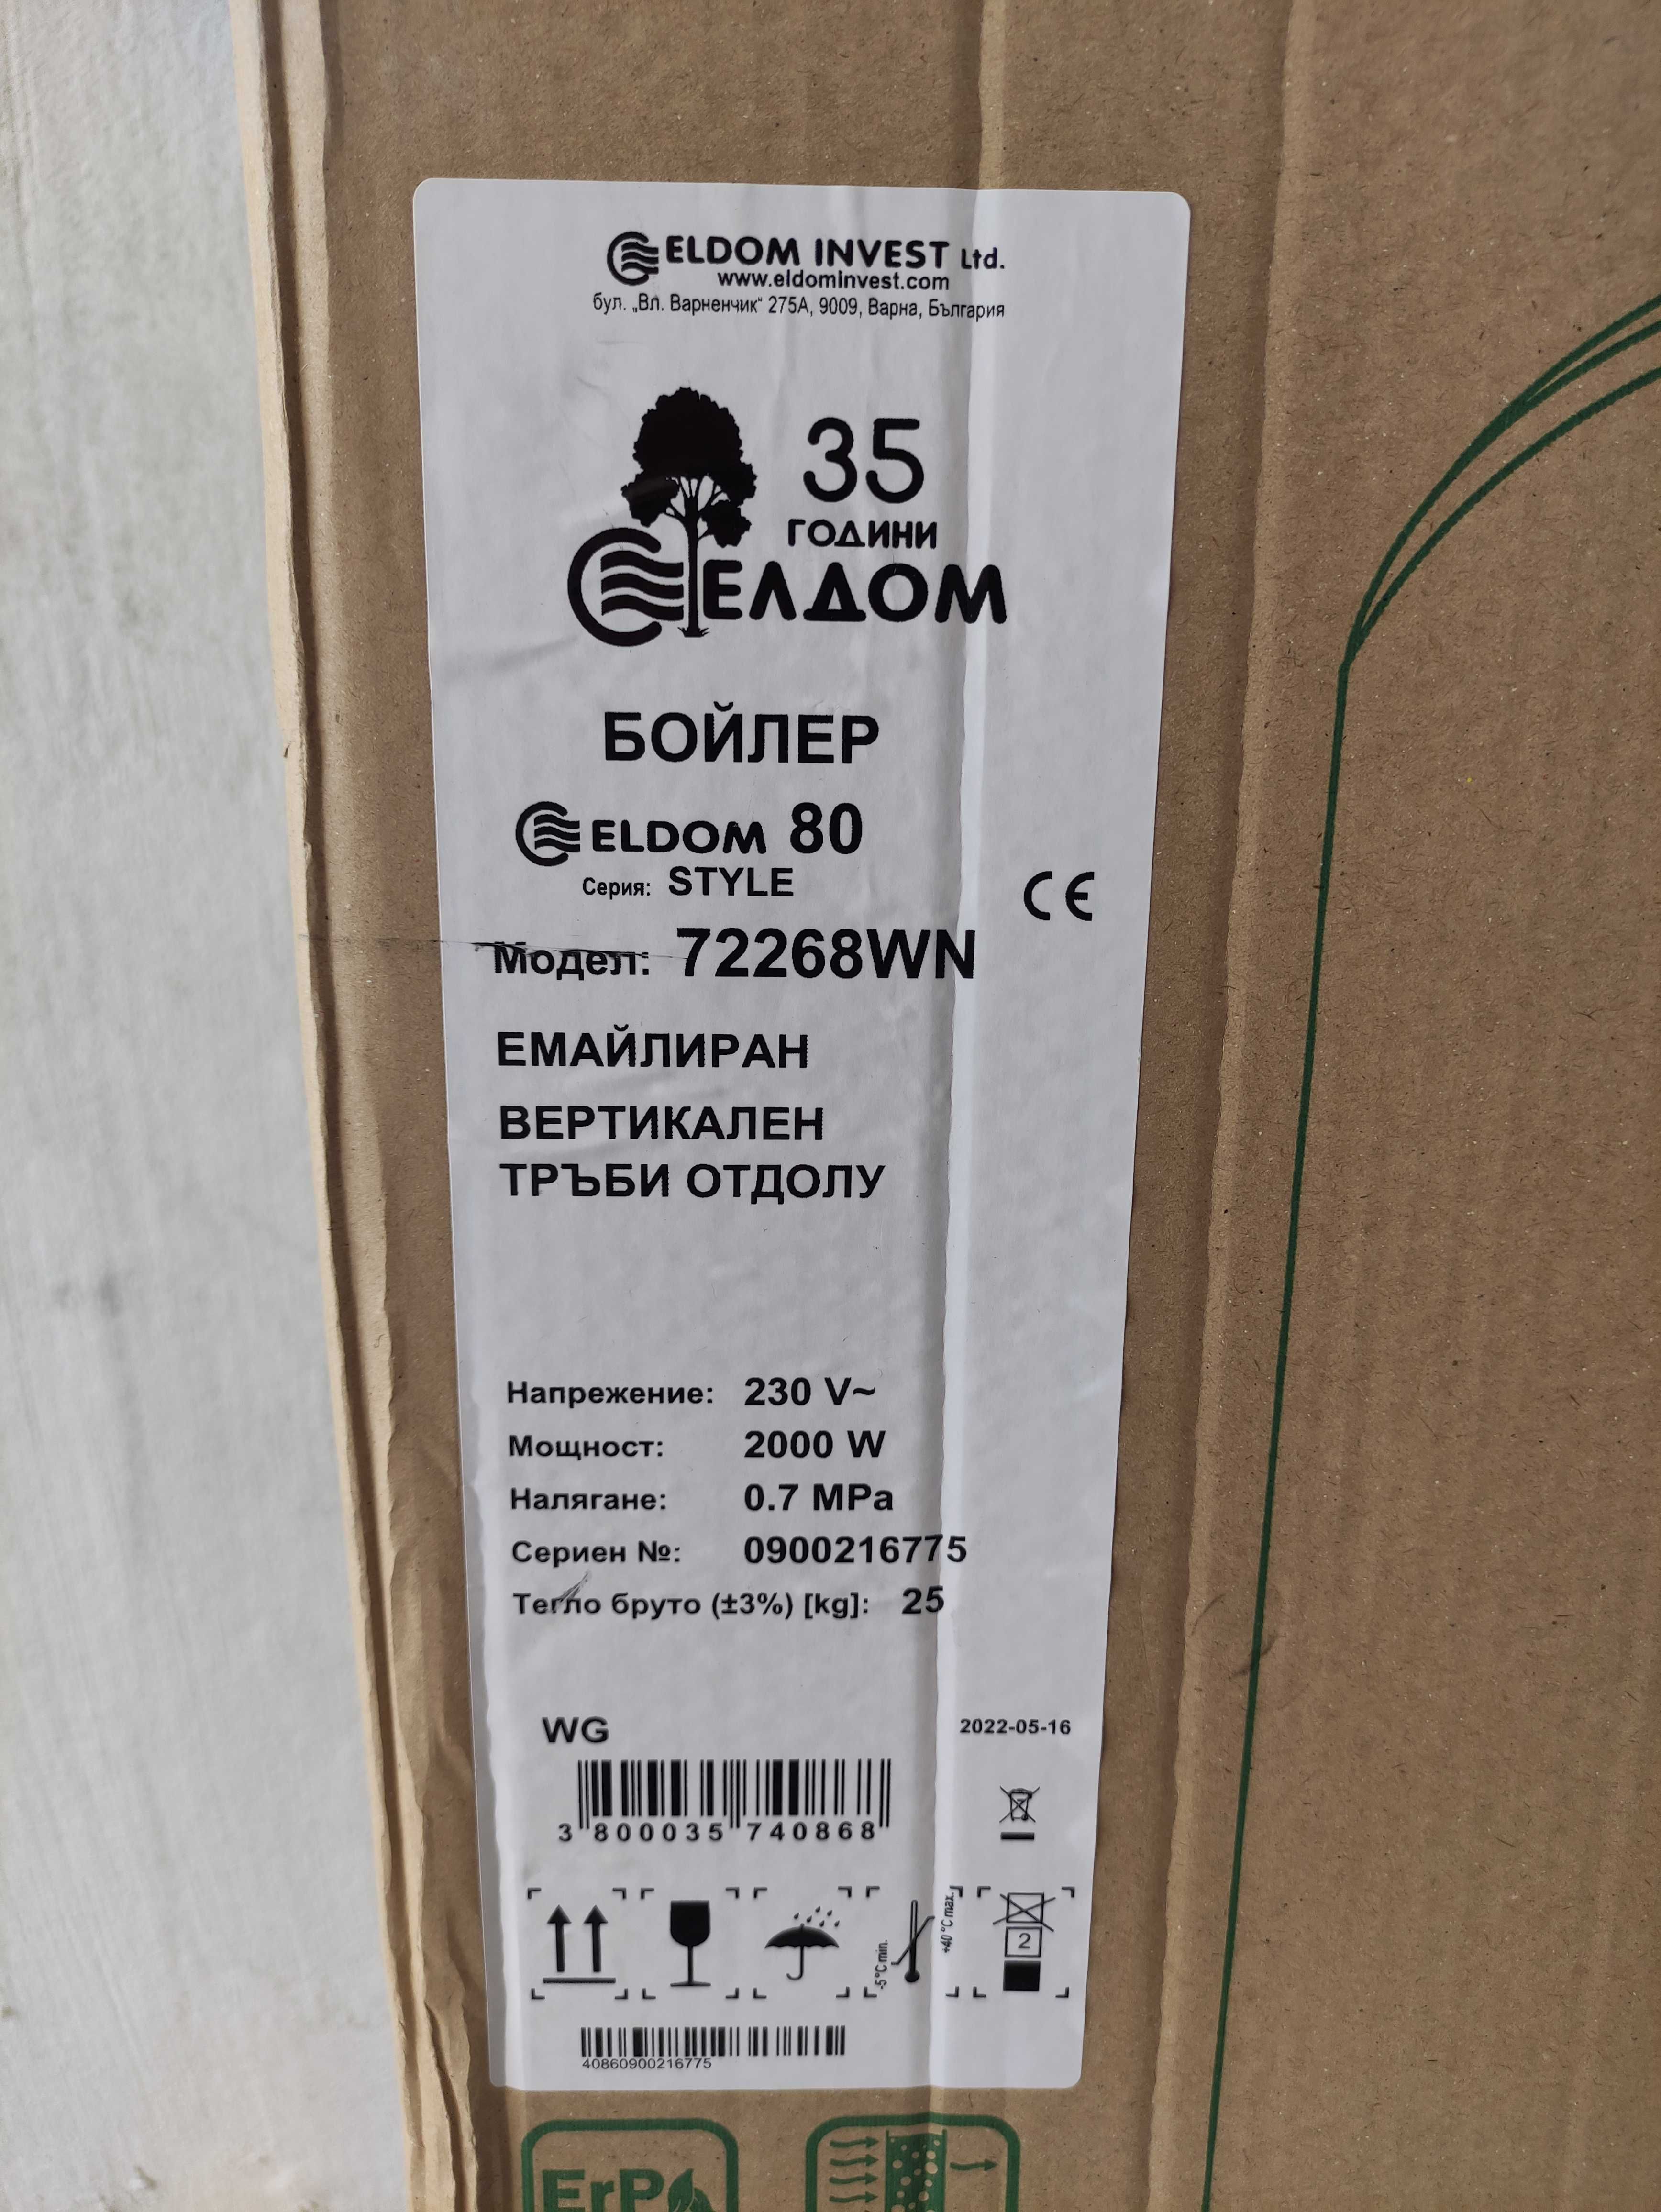 ELDOM INVEST Ltd.
www.eldominvest.com
бул. „Вл. Варненчик“ 275А, 9009, Варна, България
35
ГОДИНИ
ЕЛДОМ
БОЙЛЕР
ELDOM 80
Серия: STYLE
CE
Модел: 72268WN
ЕМАЙЛИРАН
ВЕРТИКАЛЕН
ТРЪБИ ОТДОЛУ
Напрежение: 230 V~
Мощност: 2000 W
Налягане: 0.7 MPa
Сериен №: 0900216775
Тегло бруто (±3%) [kg]: 25
WG
2022-05-16
3 800035 740868
-5°C min.
+40 °C max.
2
40860900216775
ErP